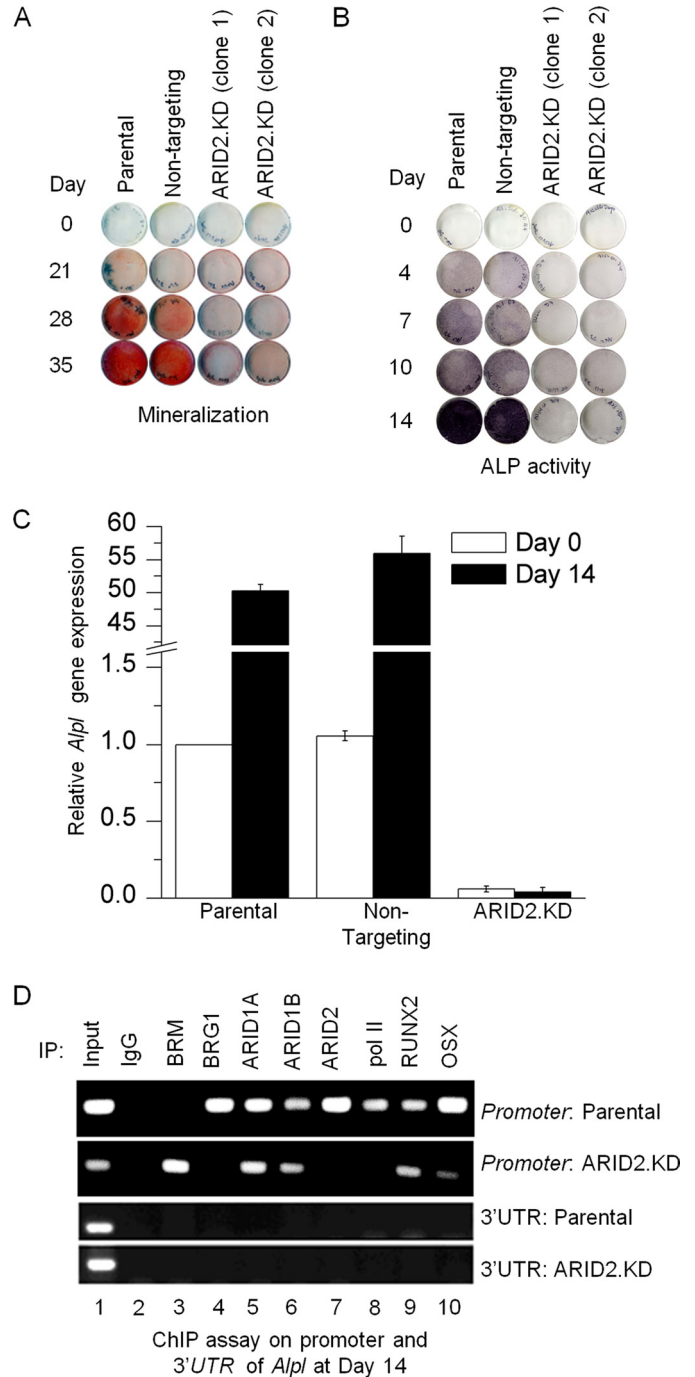 A
Day
Parental
Non-targeting
ARID2.KD (clone 1)
ARID2.KD (clone 2)
0
21
28
35
Mineralization
B
Day
Parental
Non-targeting
ARID2.KD (clone 1)
ARID2.KD (clone 2)
0
4
7
10
14
ALP activity
C
Relative Alpl gene expression
60
55
50
45
1.5
1.0
0.5
0.0
Day 0
Day 14
Parental
Non-
Targeting
ARID2.KD
D
IP:
Input
IgG
BRM
BRG1
ARID1A
ARID1B
ARID2
pol II
RUNX2
OSX
Promoter: Parental
Promoter: ARID2.KD
3'UTR: Parental
3'UTR: ARID2.KD
1 2 3 4 5 6 7 8 9 10
ChIP assay on promoter and
3'UTR of Alpl at Day 14